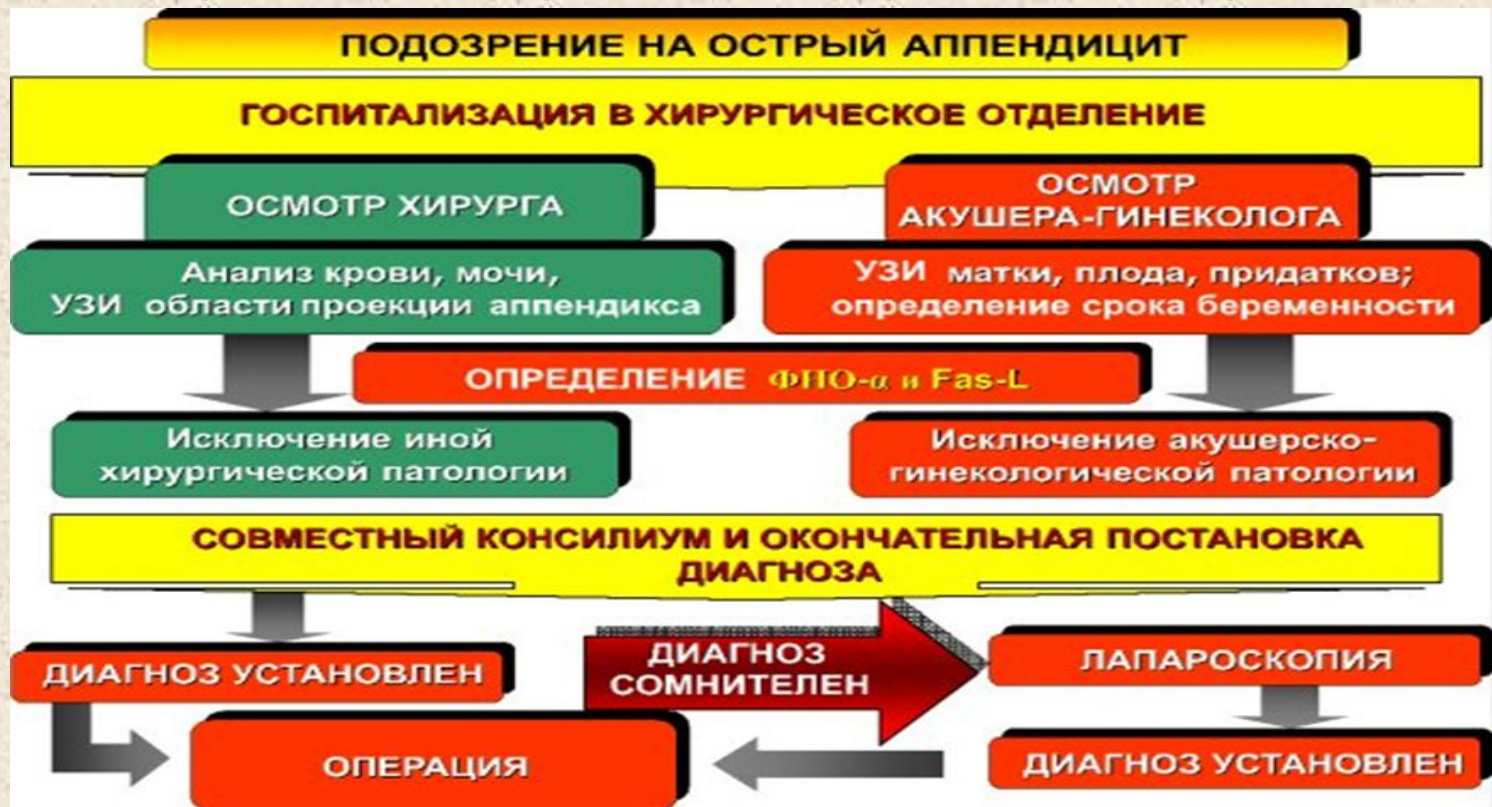 ПОДОЗРЕНИЕ НА ОСТРЫЙ АППЕНДИЦИТ
ГОСПИТАЛИЗАЦИЯ В ХИРУРГИЧЕСКОЕ ОТДЕЛЕНИЕ
ОСМОТР ХИРУРГА
ОСМОТР
АКУШЕРА-ГИНЕКОЛОГА
Анализ крови, мочи,
УЗИ области проекции аппендикса
УЗИ матки, плода, придатков;
определение срока беременности
ОПРЕДЕЛЕНИЕ ФНО-α и Fas-L
Исключение иной
хирургической патологии
Исключение акушерско-
гинекологической патологии
СОВМЕСТНЫЙ КОНСИЛИУМ И ОКОНЧАТЕЛЬНАЯ ПОСТАНОВКА
ДИАГНОЗА
ДИАГНОЗ УСТАНОВЛЕН
ДИАГНОЗ
СОМНИТЕЛЕН
ЛАПАРОСКОПИЯ
ОПЕРАЦИЯ
ДИАГНОЗ УСТАНОВЛЕН